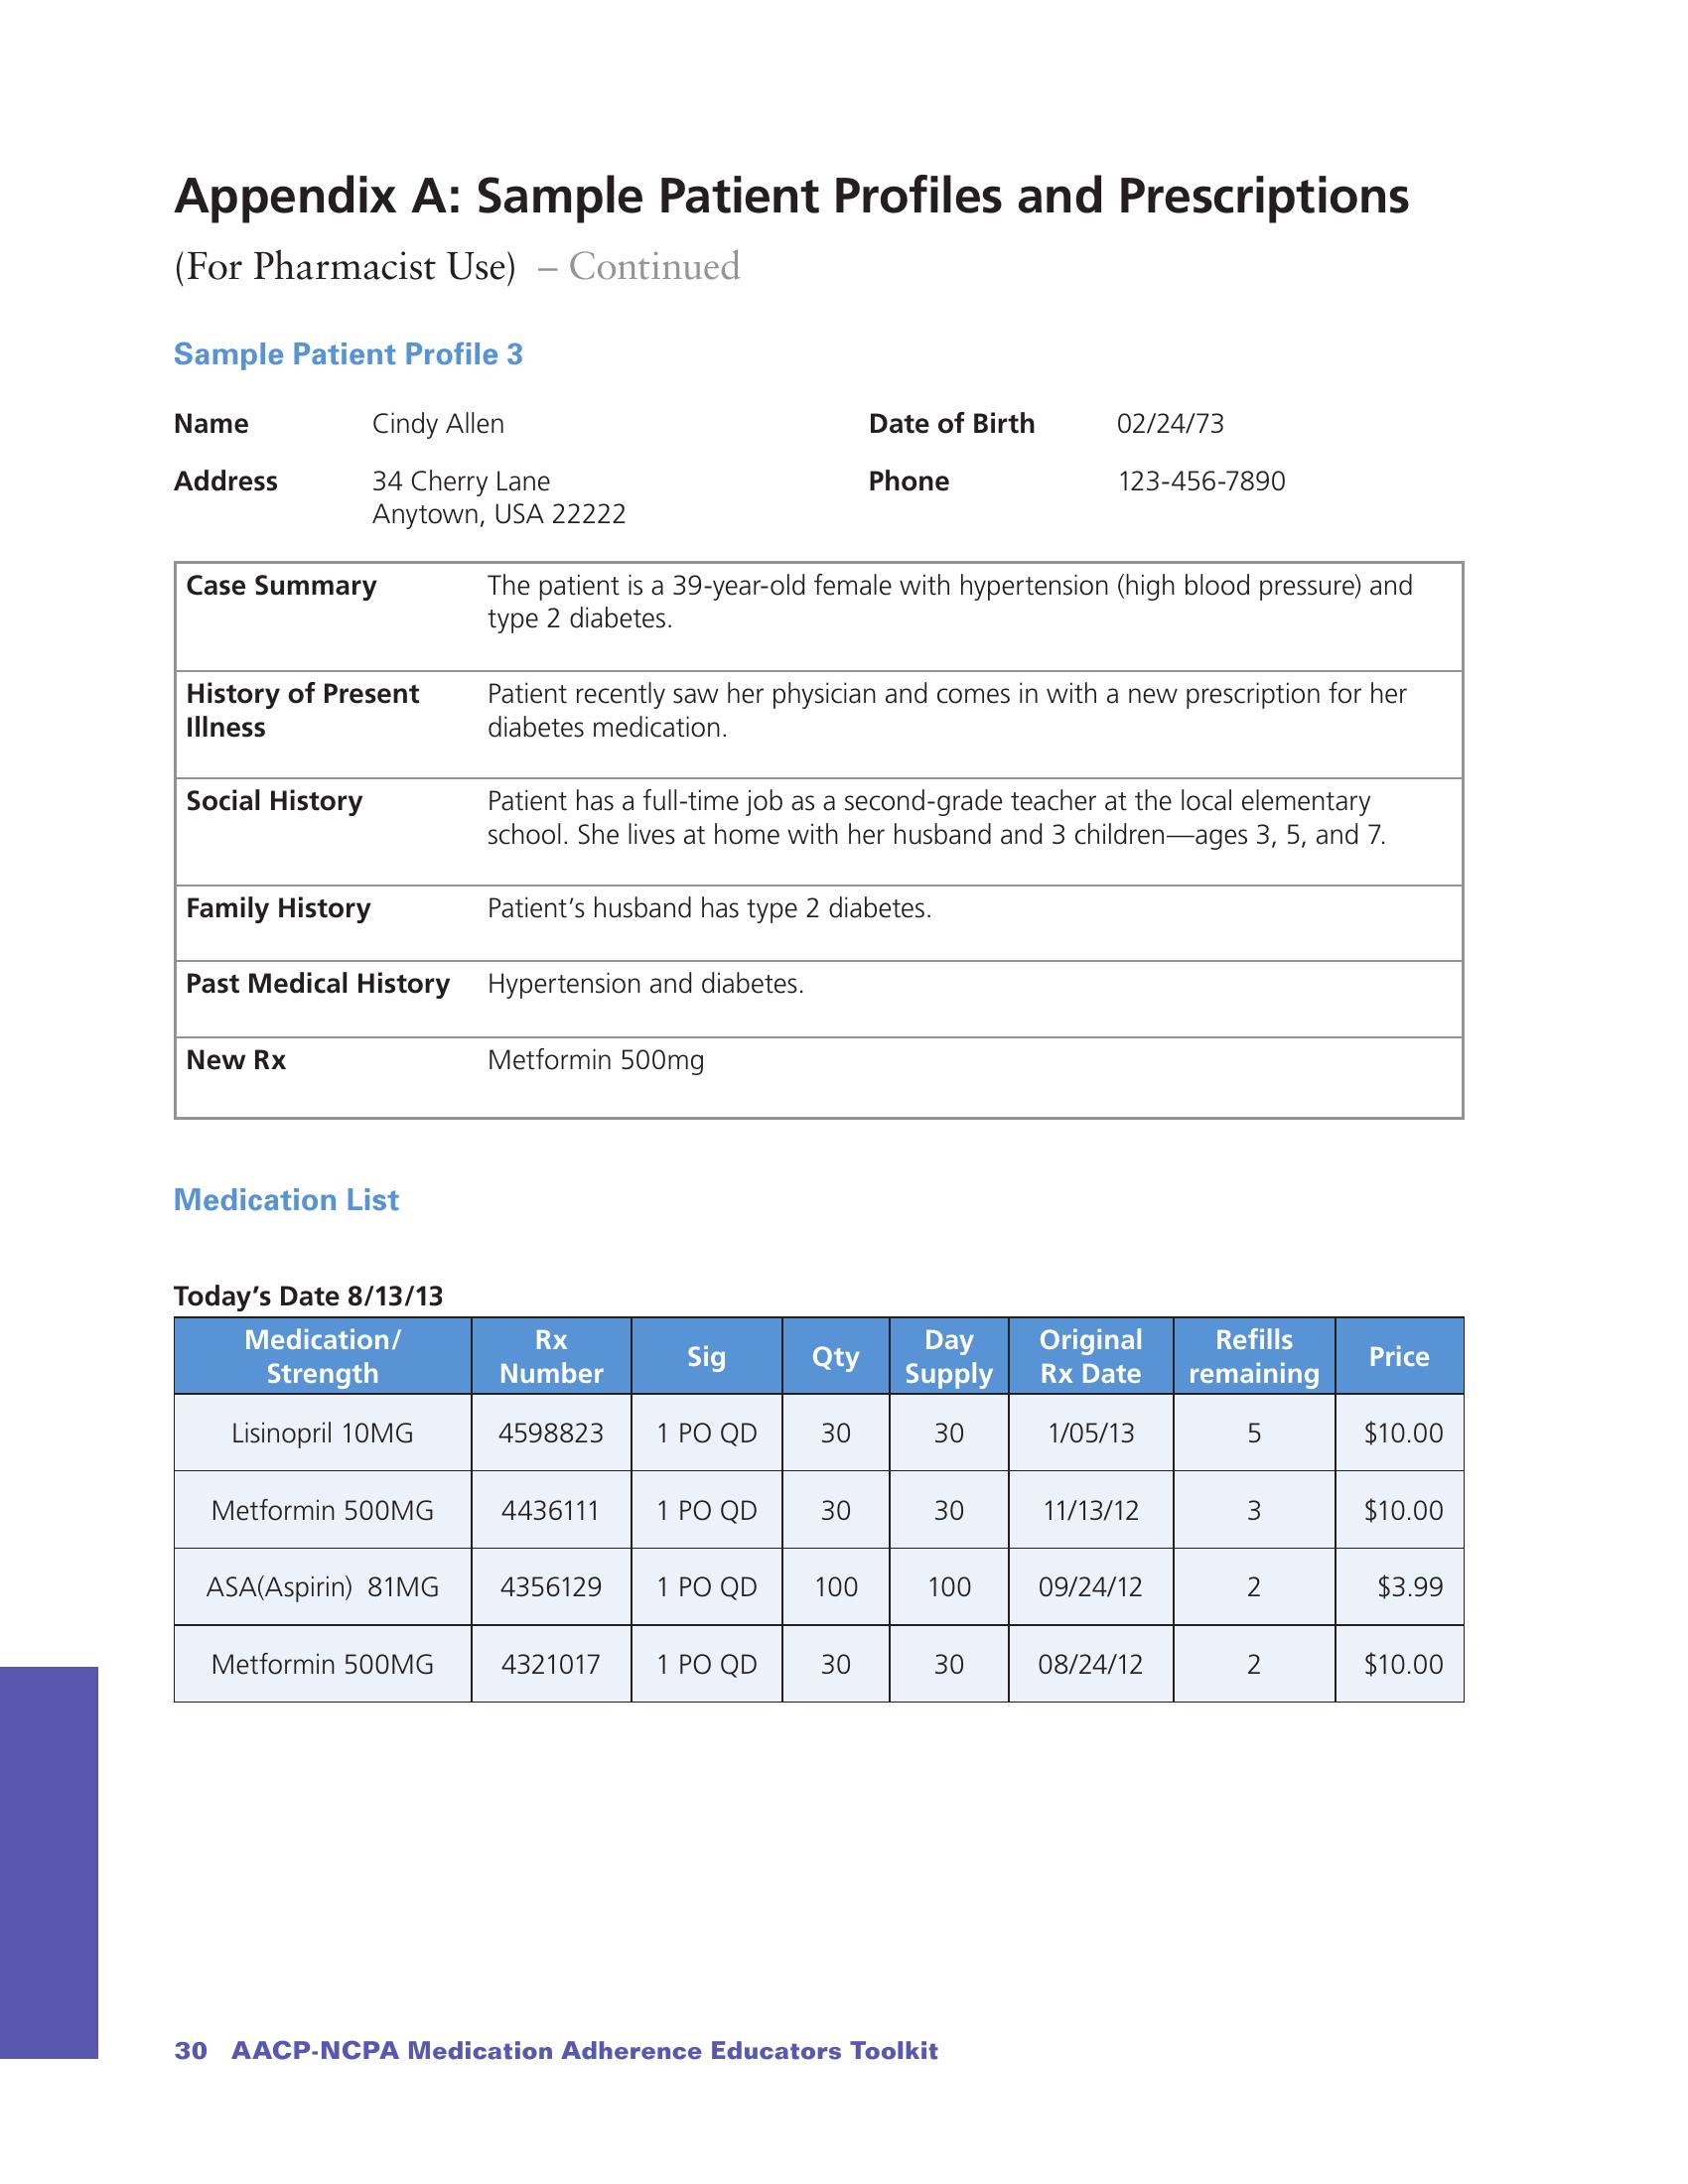 Appendix A: Sample Patient Profiles and Prescriptions
(For Pharmacist Use) – Continued
Sample Patient Profile 3
Name Cindy Allen Date of Birth 02/24/73
Address 34 Cherry Lane Phone 123-456-7890
Anytown, USA 22222
Case Summary The patient is a 39-year-old female with hypertension (high blood pressure) and
type 2 diabetes.
History of Present Patient recently saw her physician and comes in with a new prescription for her
Illness diabetes medication.
Social History Patient has a full-time job as a second-grade teacher at the local elementary
school. She lives at home with her husband and 3 children—ages 3, 5, and 7.
Family History Patient’s husband has type 2 diabetes.
Past Medical History Hypertension and diabetes.
New Rx Metformin 500mg
Medication List
Today’s Date 8/13/13
Medication/ Rx Sig Qty Day Original Refills Price
Strength Number Supply Rx Date remaining
Lisinopril 10MG 4598823 1 PO QD 30 30 1/05/13 5 $10.00
Metformin 500MG 4436111 1 PO QD 30 30 11/13/12 3 $10.00
ASA(Aspirin) 81MG 4356129 1 PO QD 100 100 09/24/12 2 $3.99
Metformin 500MG 4321017 1 PO QD 30 30 08/24/12 2 $10.00
30 AACP-NCPA Medication Adherence Educators Toolkit